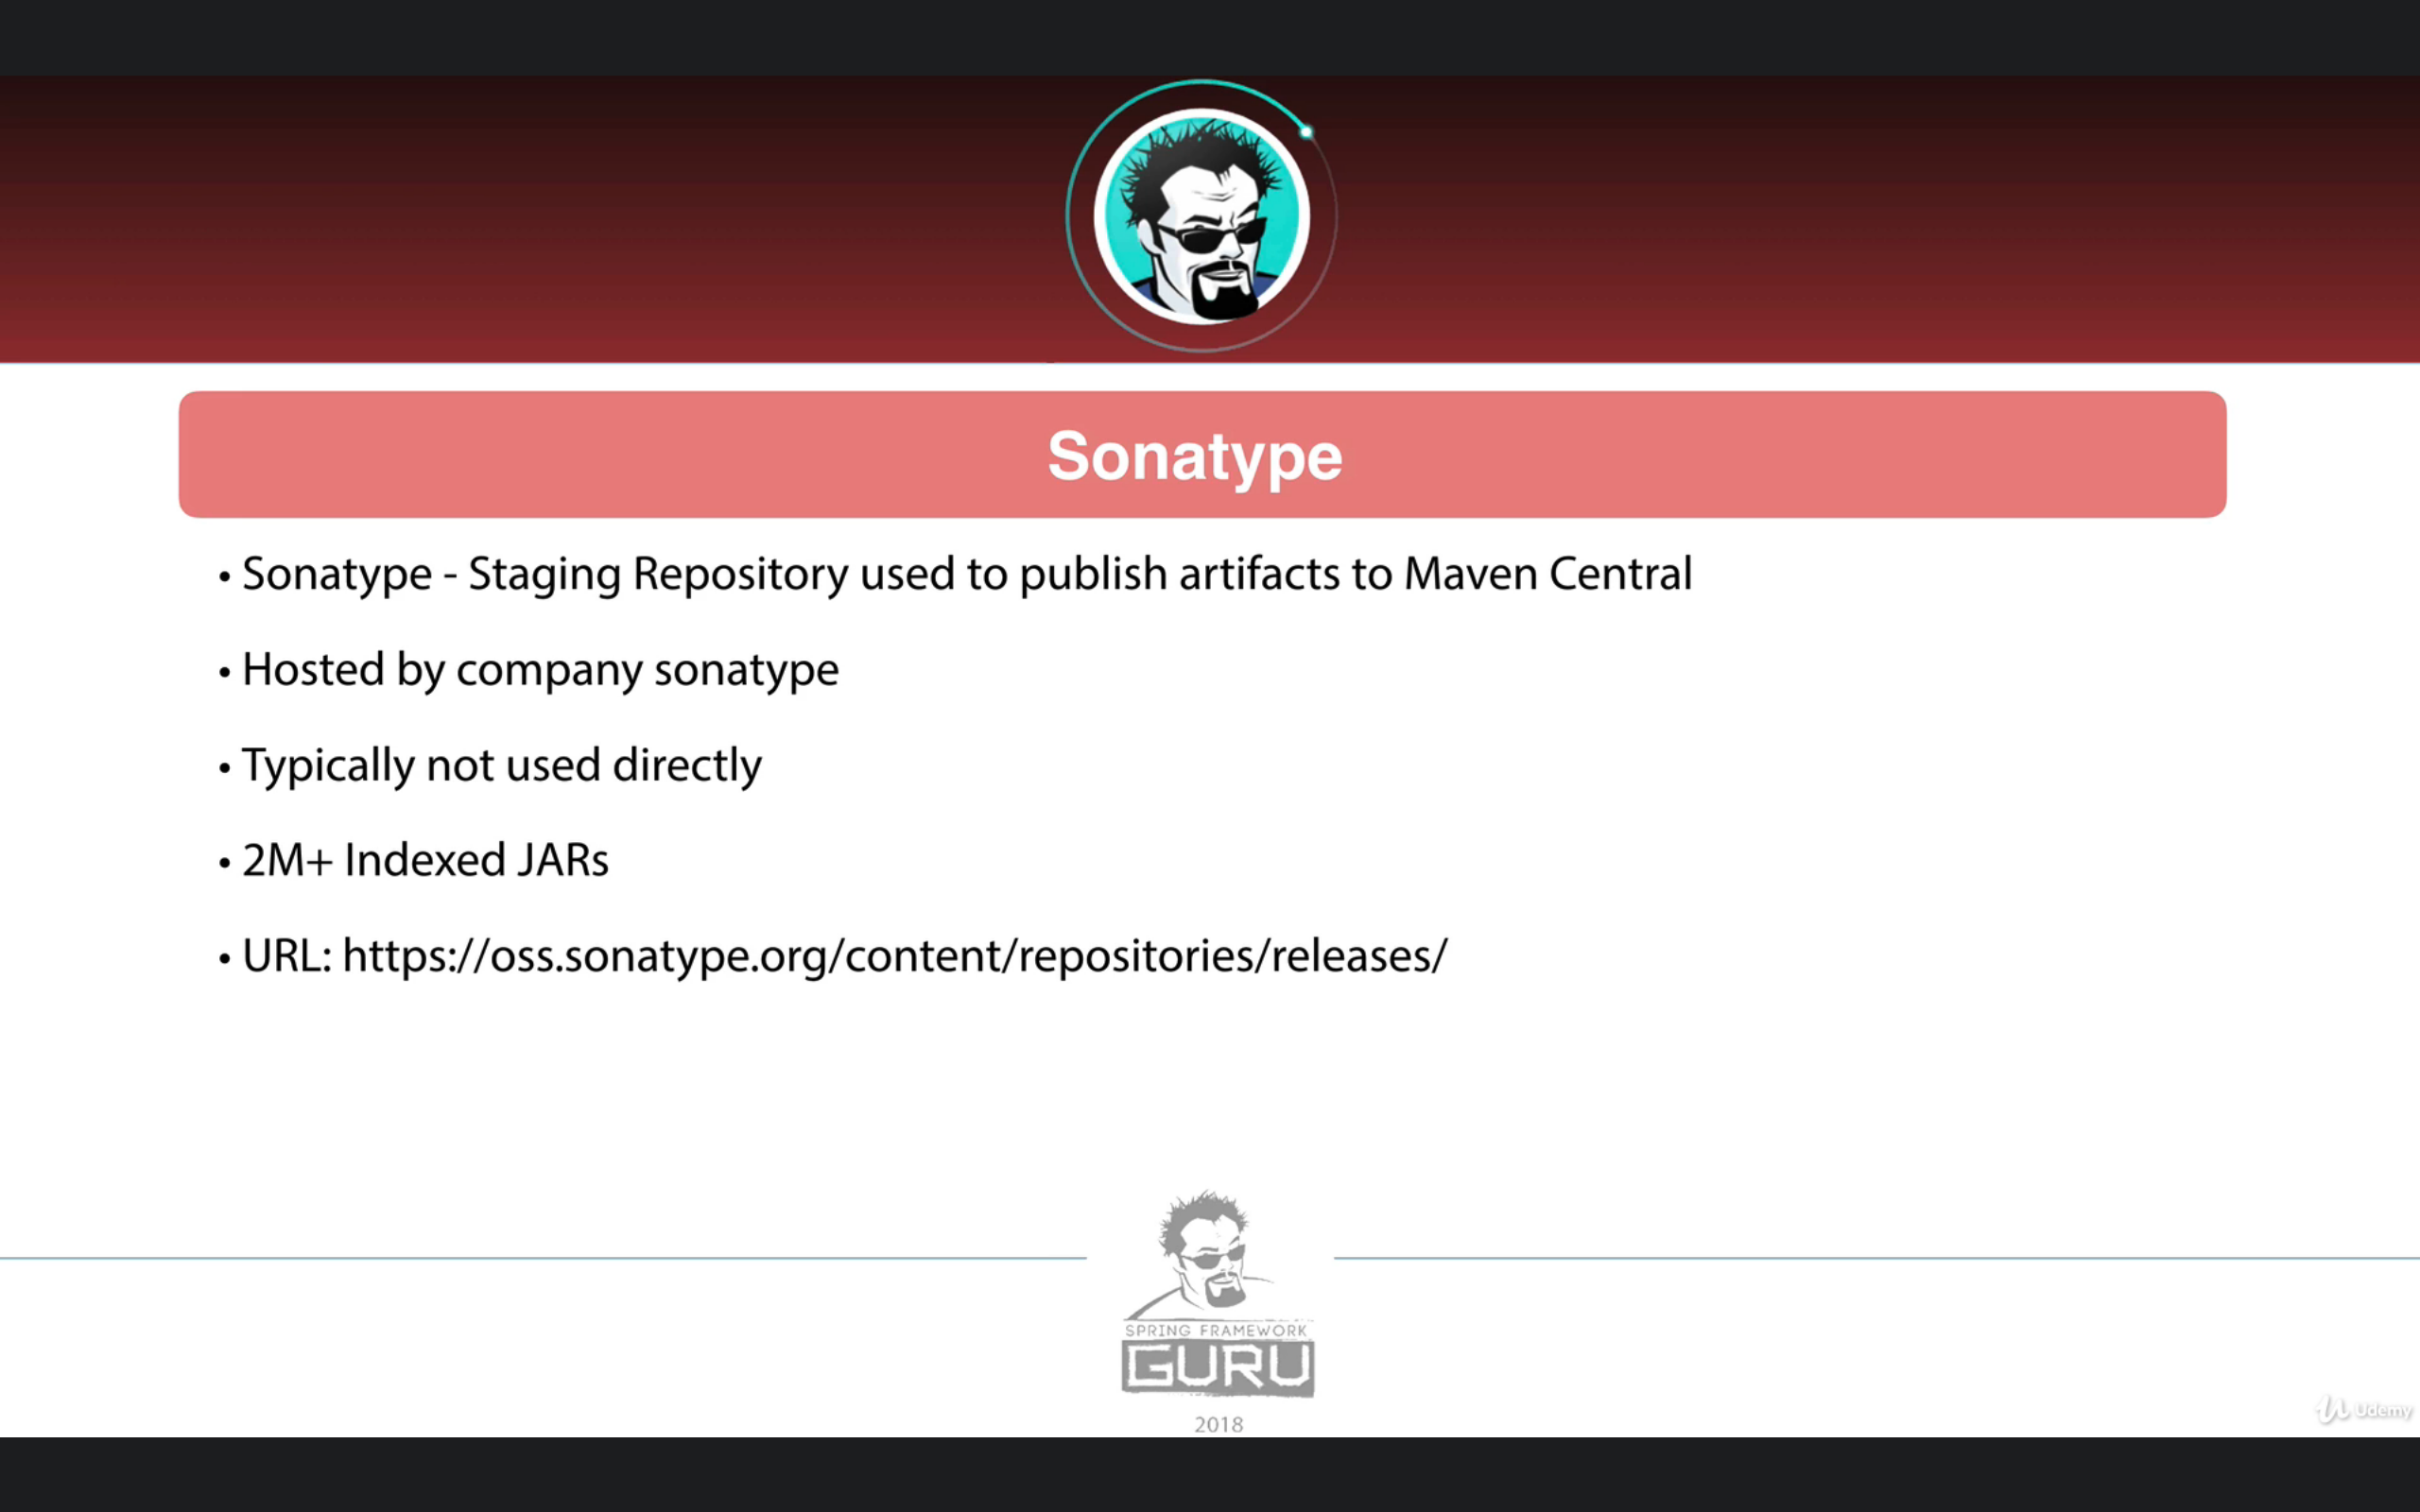 Sonatype
• Sonatype - Staging Repository used to publish artifacts to Maven Central
• Hosted by company sonatype
• Typically not used directly
• 2M+ Indexed JARs
• URL: https://oss.sonatype.org/content/repositories/releases/
SPRING FRAMEWORK
GURU
2018
Udemy